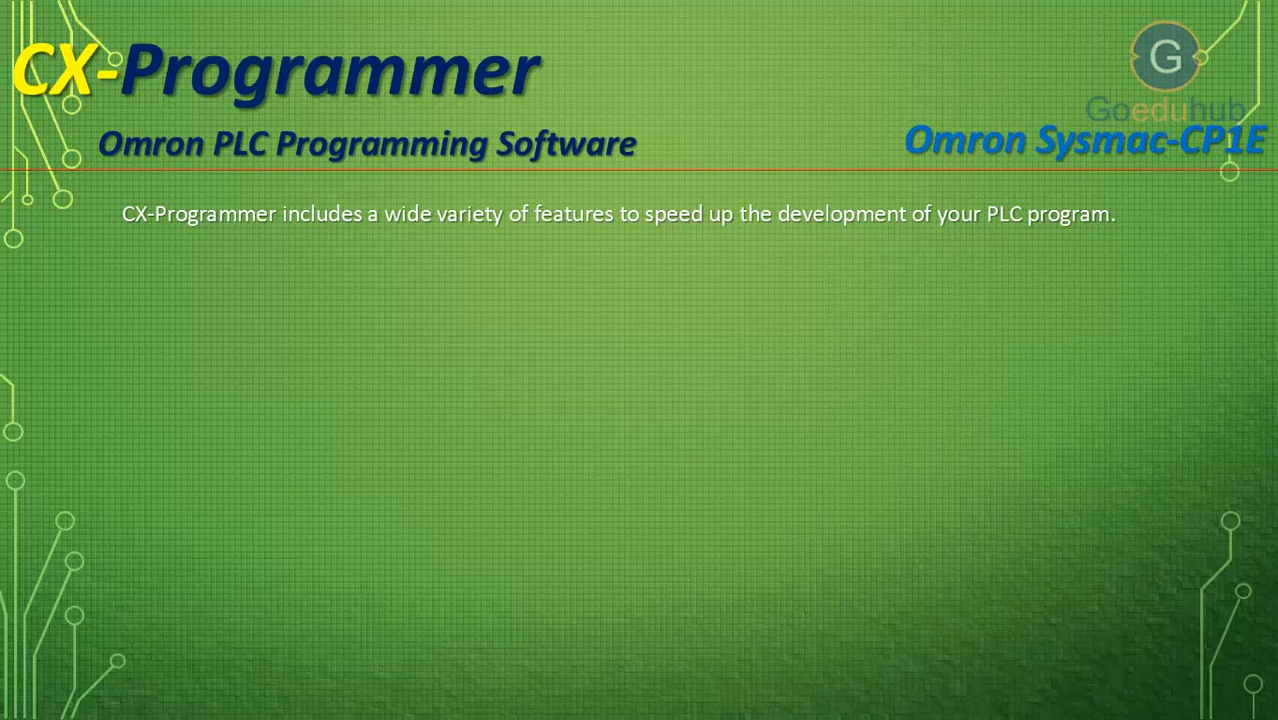 CX-Programmer
G
Goeduhub
Omron PLC Programming Software
Omron Sysmac-CP1E
CX-Programmer includes a wide variety of features to speed up the development of your PLC program.